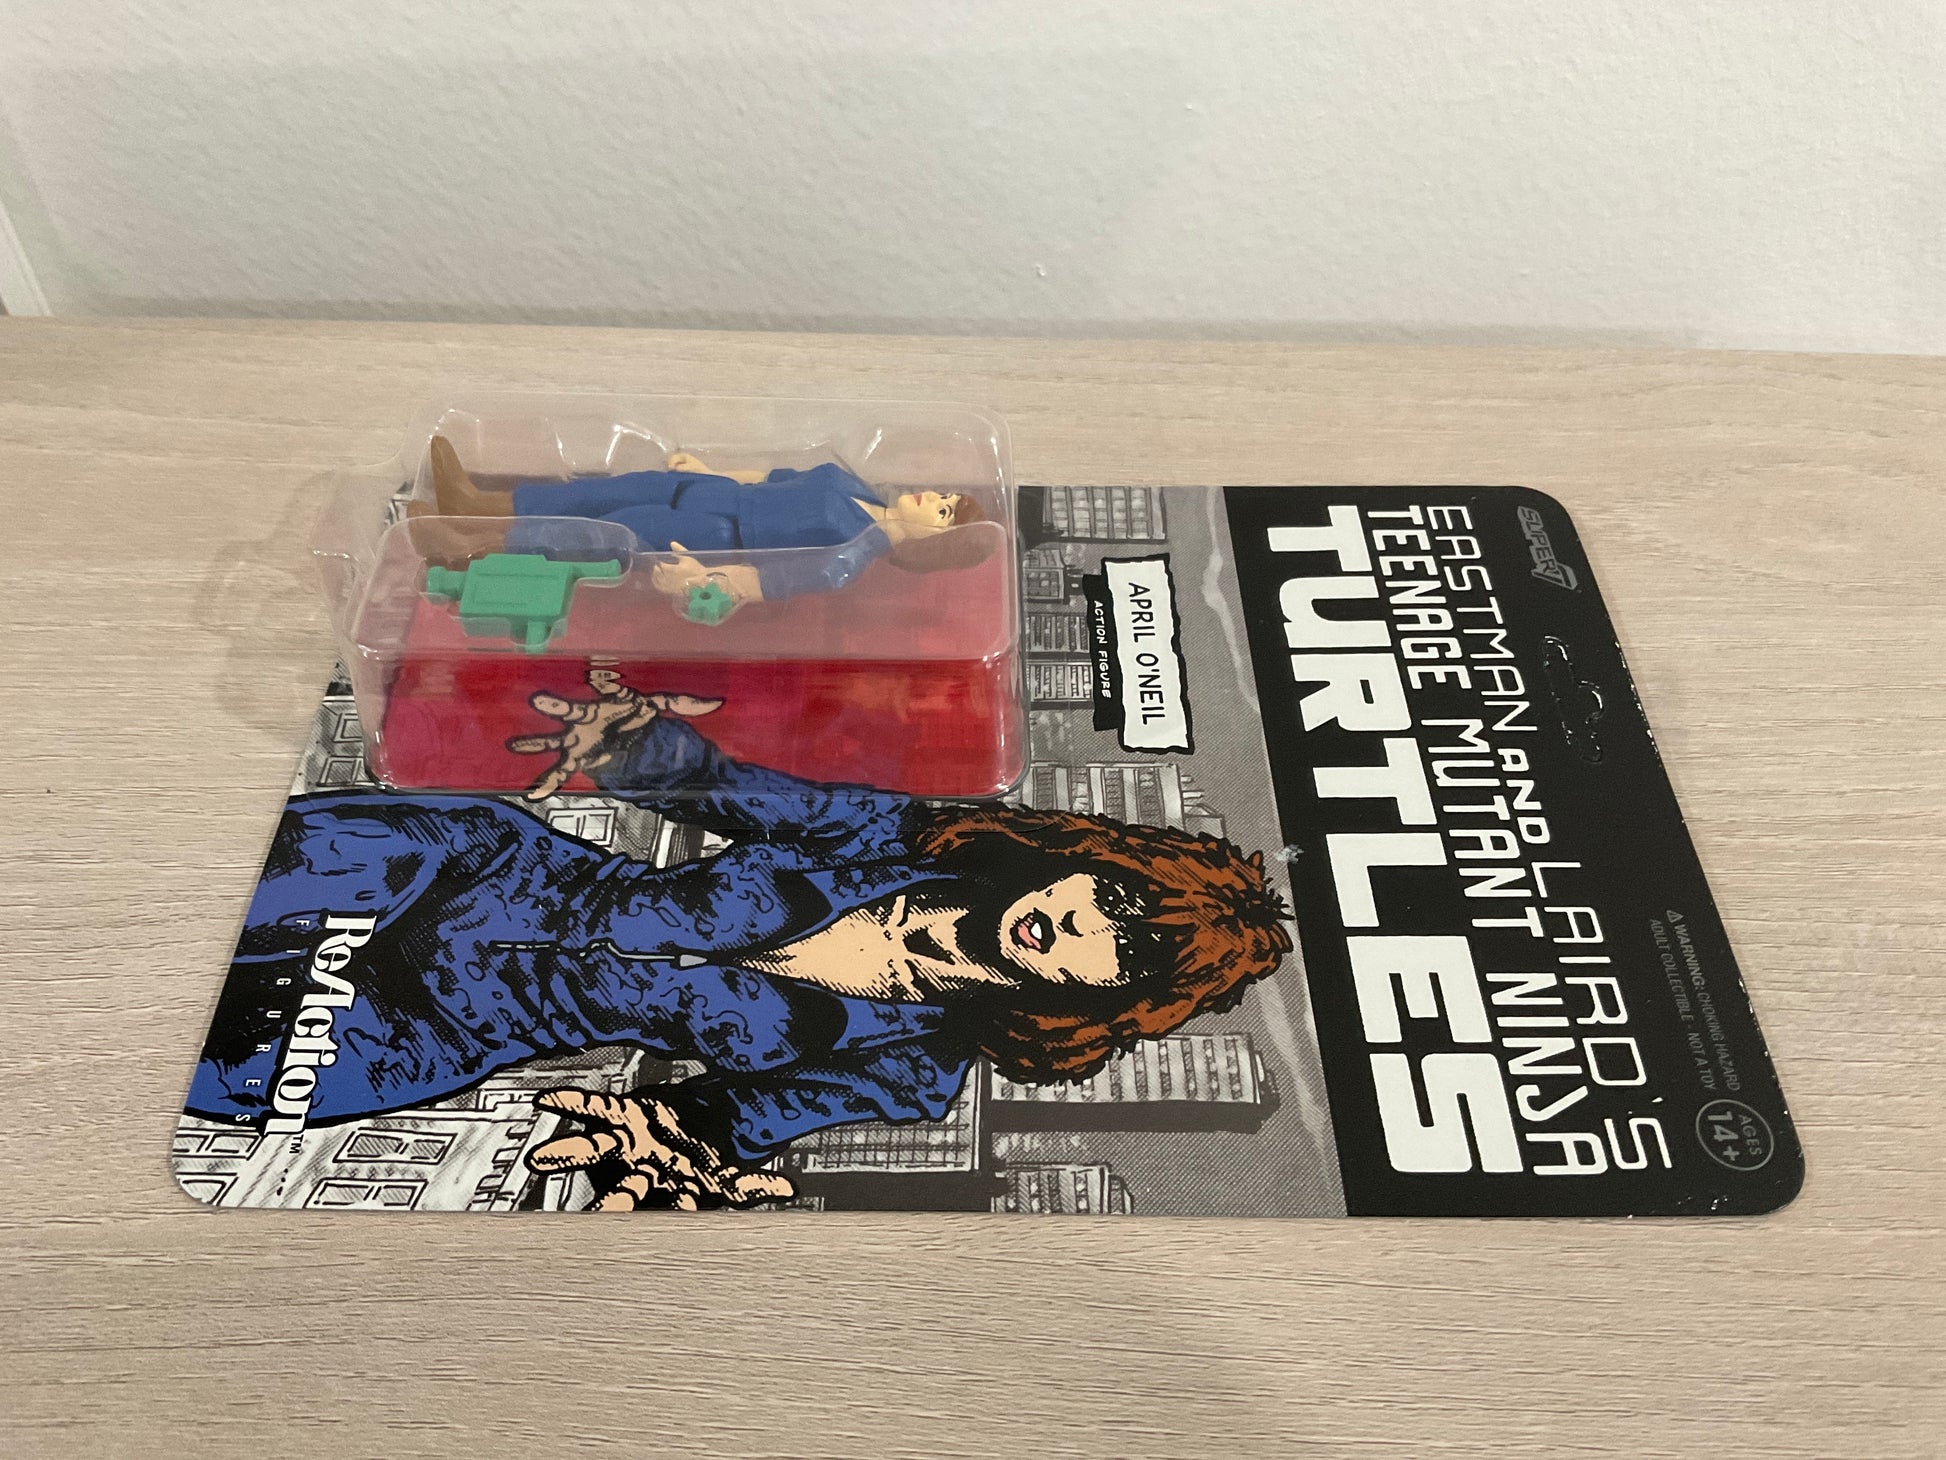 SUPER7
EASTMAN AND LAIRD'S
TEENAGE MUTANT NINJA
TURTLES
⚠ WARNING: CHOKING HAZARD
ADULT COLLECTIBLE - NOT A TOY
AGES
14+
APRIL O'NEIL
ACTION FIGURE
ReAction™
FIGURES